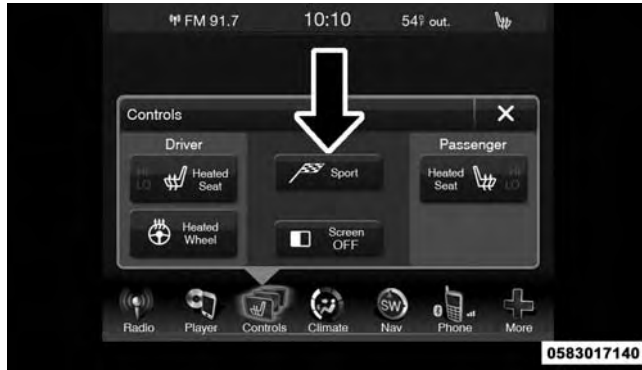 FM 91.7 10:10 54° out.
Controls
Driver Passenger
HI
LO
Heated
Seat
Sport
Heated
Seat
HI
LO
Heated
Wheel
Screen
OFF
SW
Radio Player Controls Climate Nav Phone More
0583017140